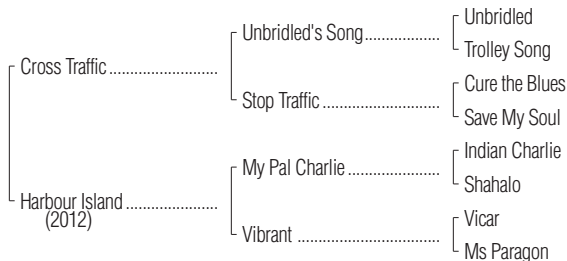 Unbridled
Unbridled's Song
Trolley Song
Cross Traffic
Cure the Blues
Stop Traffic
Save My Soul
Indian Charlie
My Pal Charlie
Shahalo
Harbour Island
(2012)
Vicar
Vibrant
Ms Paragon